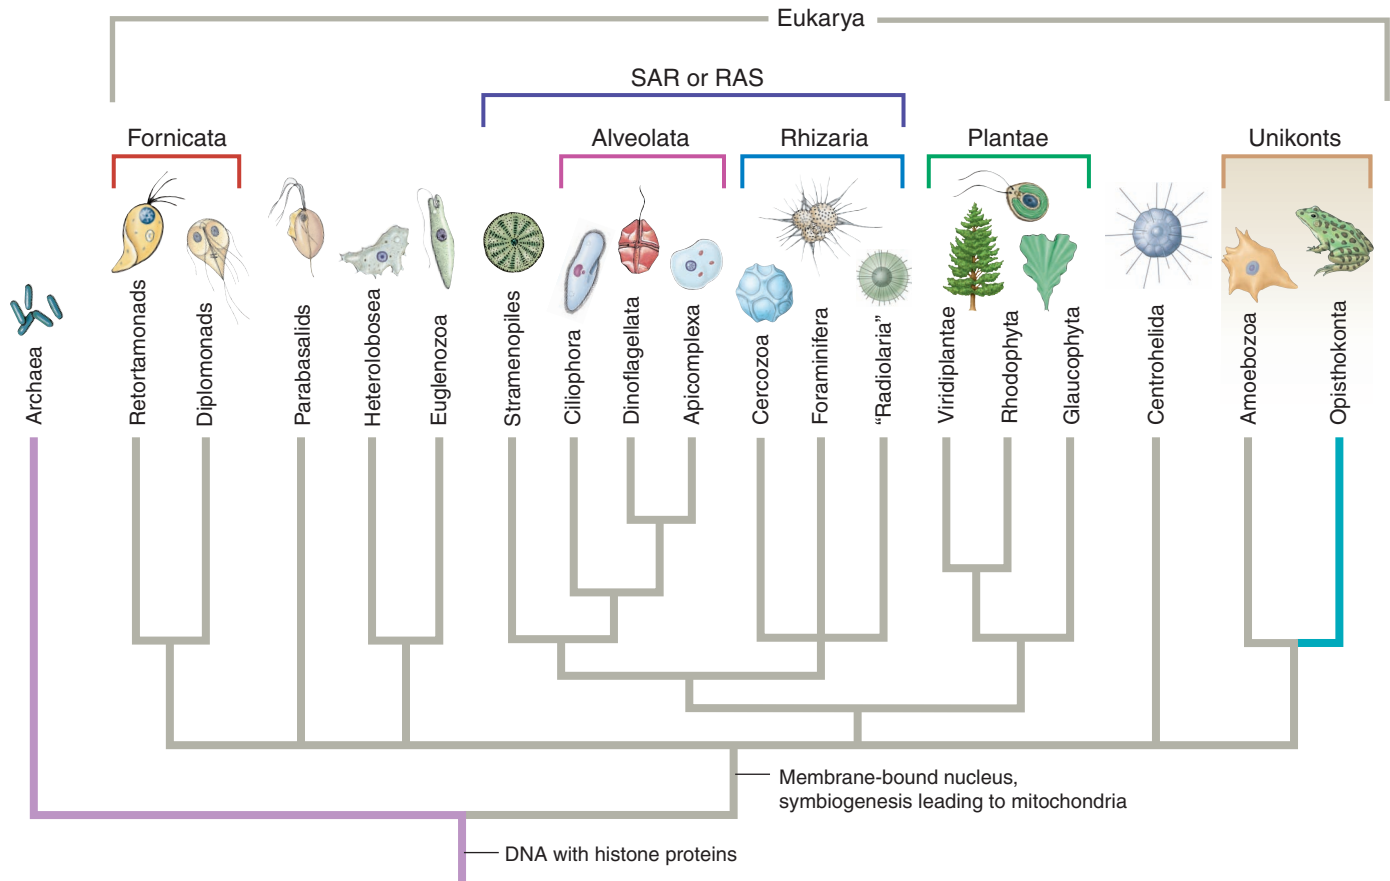 Eukarya
SAR or RAS
Fornicata
Alveolata
Rhizaria
Plantae
Unikonts
Archaea
Retortamonds
Diplomonads
Parabasalids
Heterolobosea
Euglenozoa
Stramenopiles
Ciliophora
Dinoflagellata
Apicomplexa
Cercozoa
Foraminifera
“Radiolaria”
Viridiplantae
Rhodophyta
Glaucophyta
Centrohelida
Amoebozoa
Opisthokonta
Membrane-bound nucleus,
symbiogenesis leading to mitochondria
DNA with histone proteins